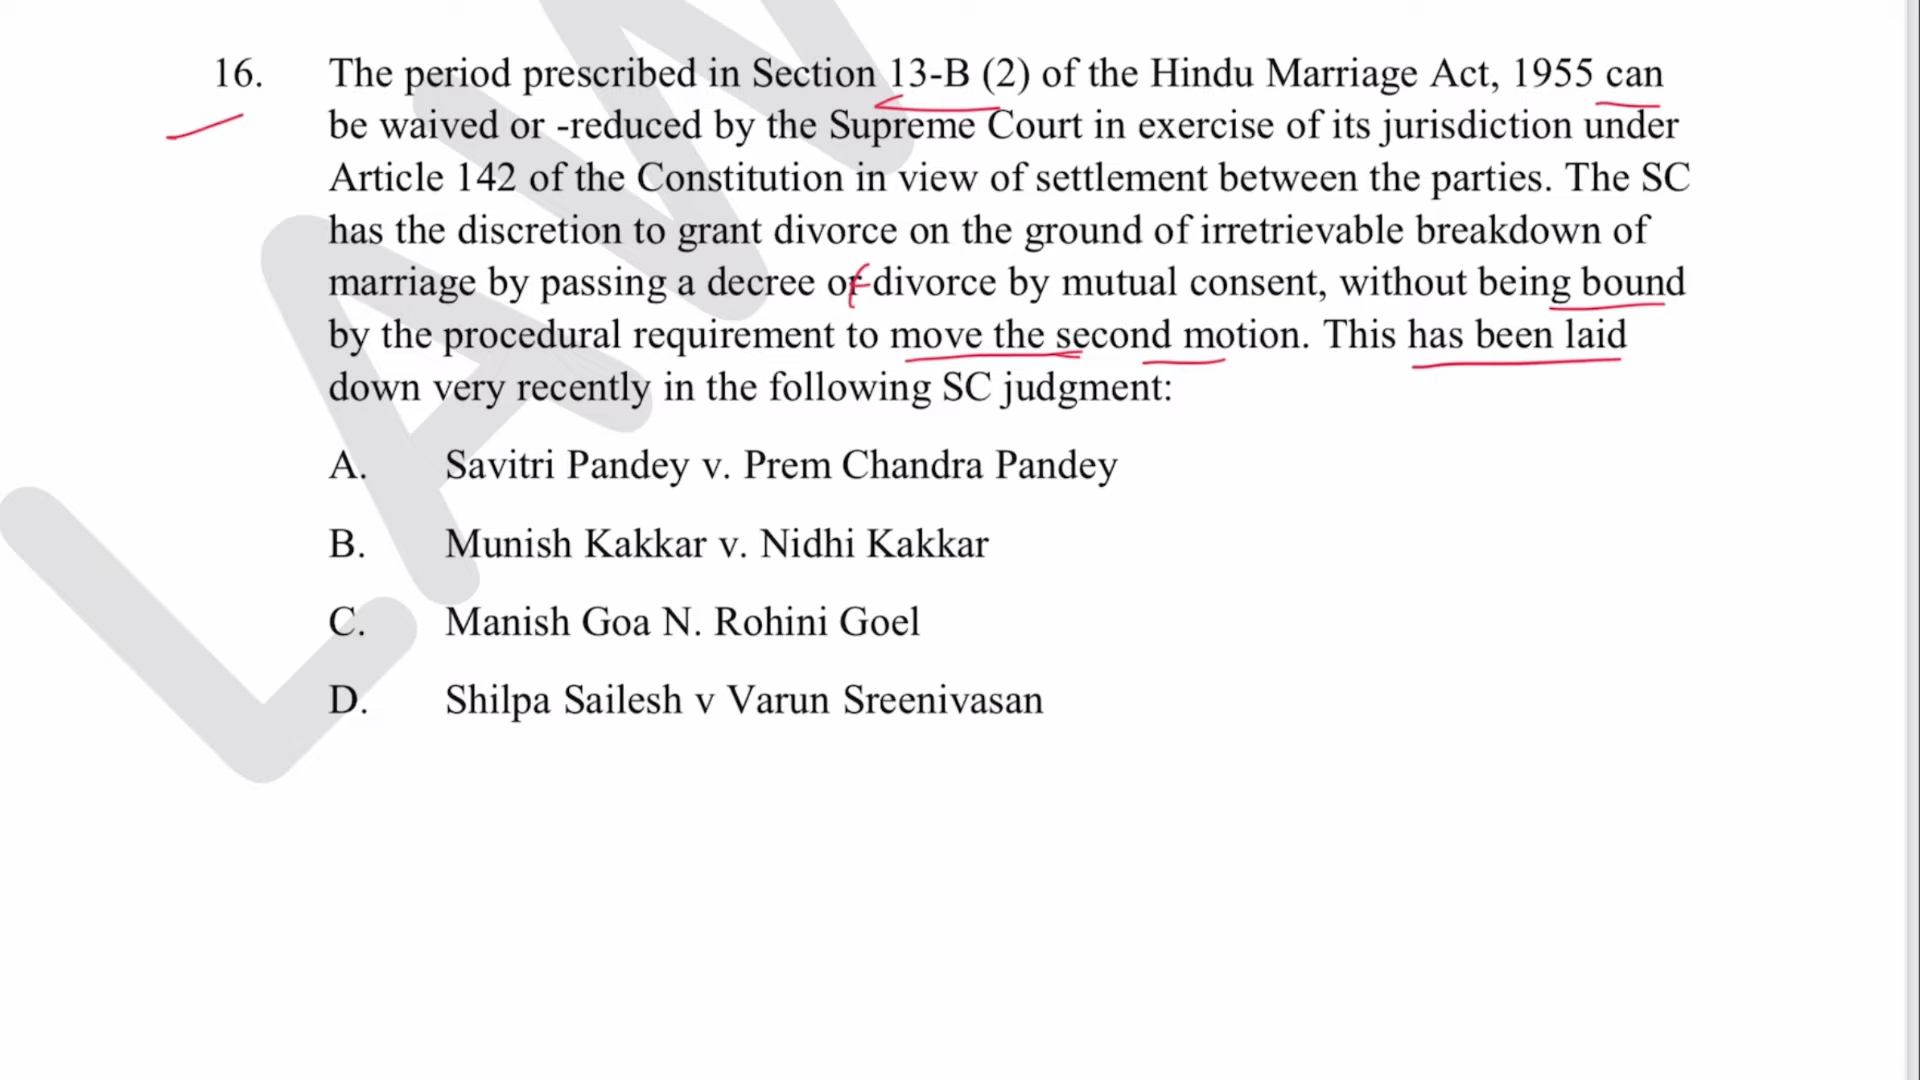 16. The period prescribed in Section 13-B (2) of the Hindu Marriage Act, 1955 can
be waived or -reduced by the Supreme Court in exercise of its jurisdiction under
Article 142 of the Constitution in view of settlement between the parties. The SC
has the discretion to grant divorce on the ground of irretrievable breakdown of
marriage by passing a decree of divorce by mutual consent, without being bound
by the procedural requirement to move the second motion. This has been laid
down very recently in the following SC judgment:
A. Savitri Pandey v. Prem Chandra Pandey
B. Munish Kakkar v. Nidhi Kakkar
C. Manish Goa N. Rohini Goel
D. Shilpa Sailesh v Varun Sreenivasan
LAW